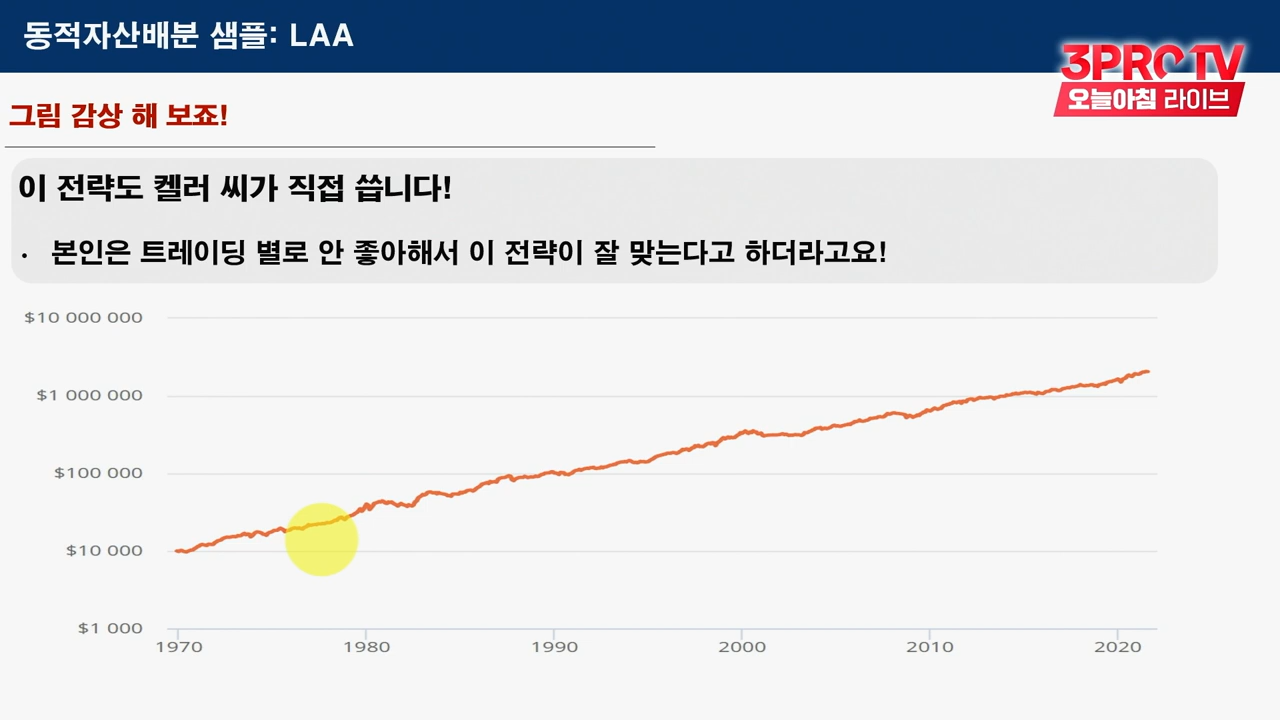 동적자산배분 샘플: LAA
3PROTV
오늘아침 라이브
그림 감상 해 보죠!
이 전략도 켈러 씨가 직접 씁니다!
· 본인은 트레이딩 별로 안 좋아해서 이 전략이 잘 맞는다고 하더라고요!
$10 000 000
$1 000 000
$100 000
$10 000
$1 000
1970 1980 1990 2000 2010 2020